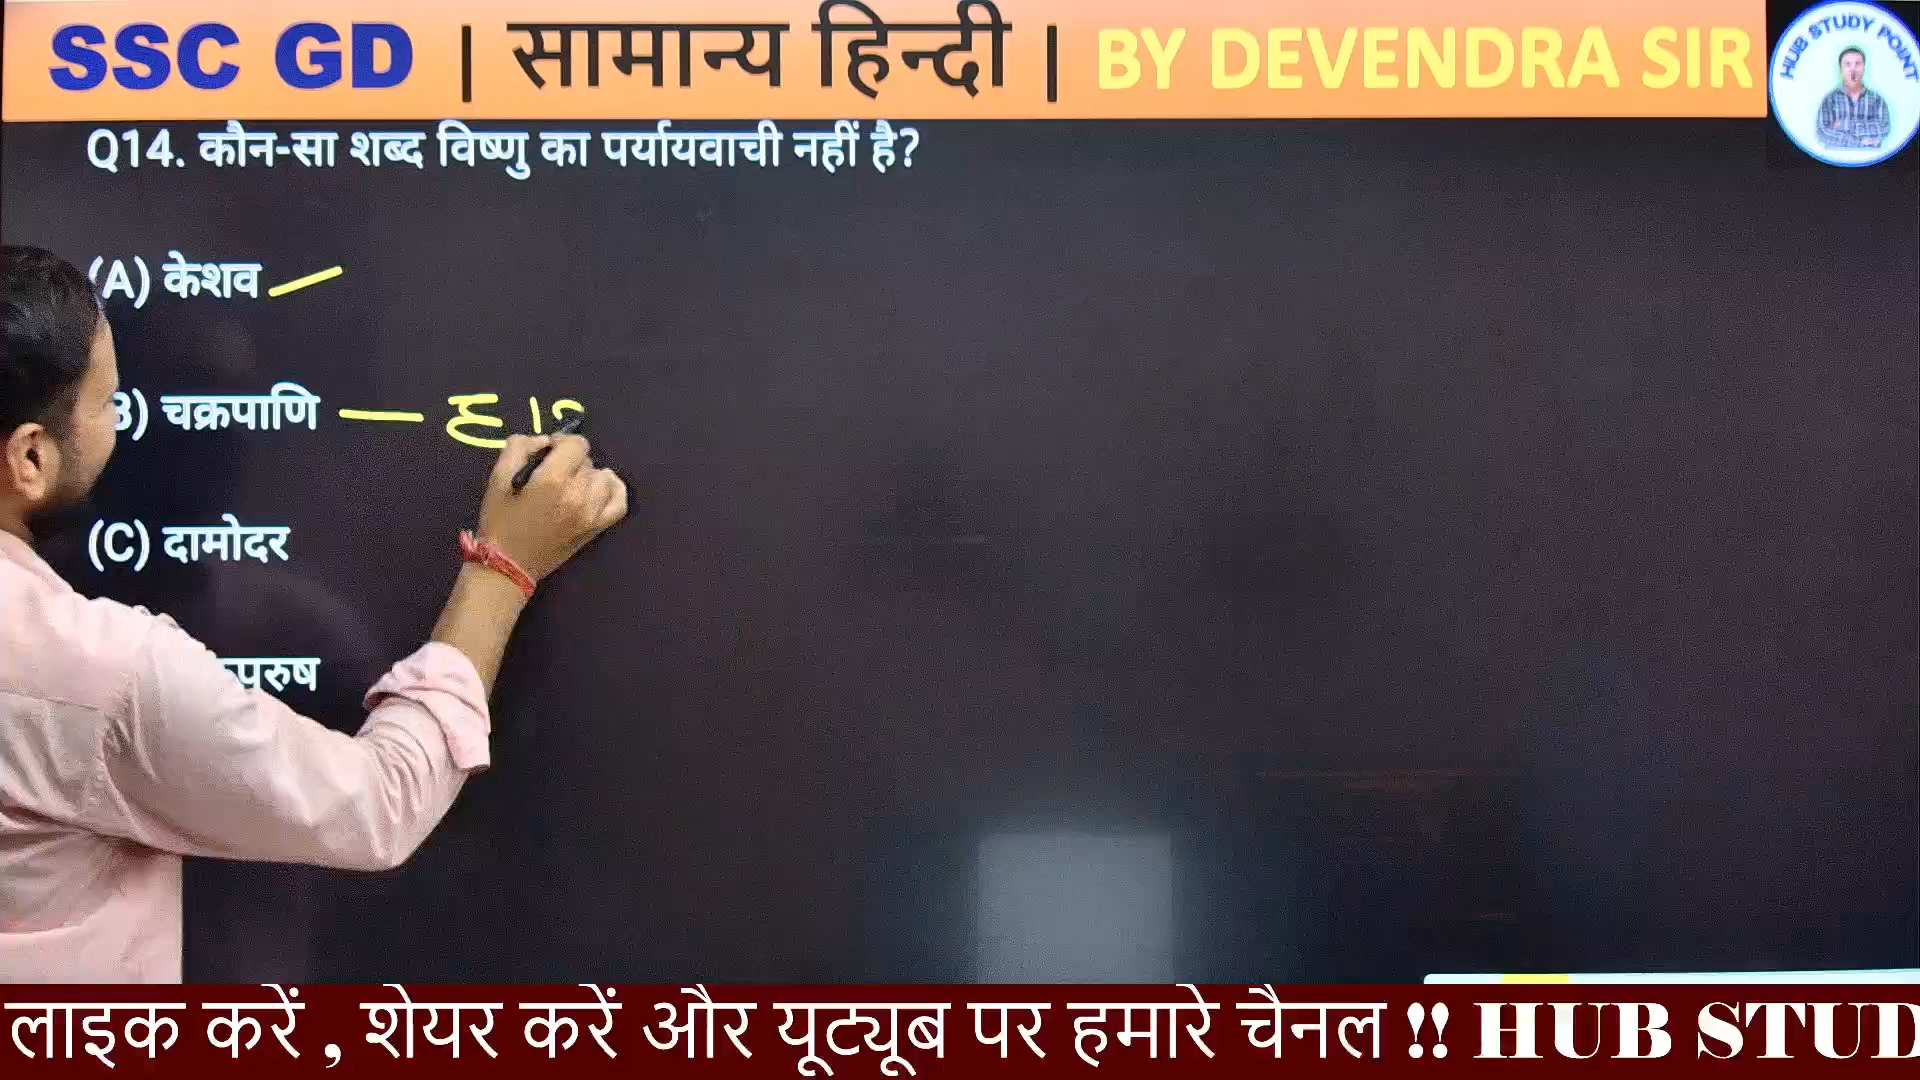 SSC GD | सामान्य हिन्दी | BY DEVENDRA SIR
HUB STUDY POINT
Q14. कौन-सा शब्द विष्णु का पर्यायवाची नहीं है?
(A) केशव
B) चक्रपाणि —
(C) दामोदर
लाइक करें , शेयर करें और यूट्यूब पर हमारे चैनल !! HUB STUD